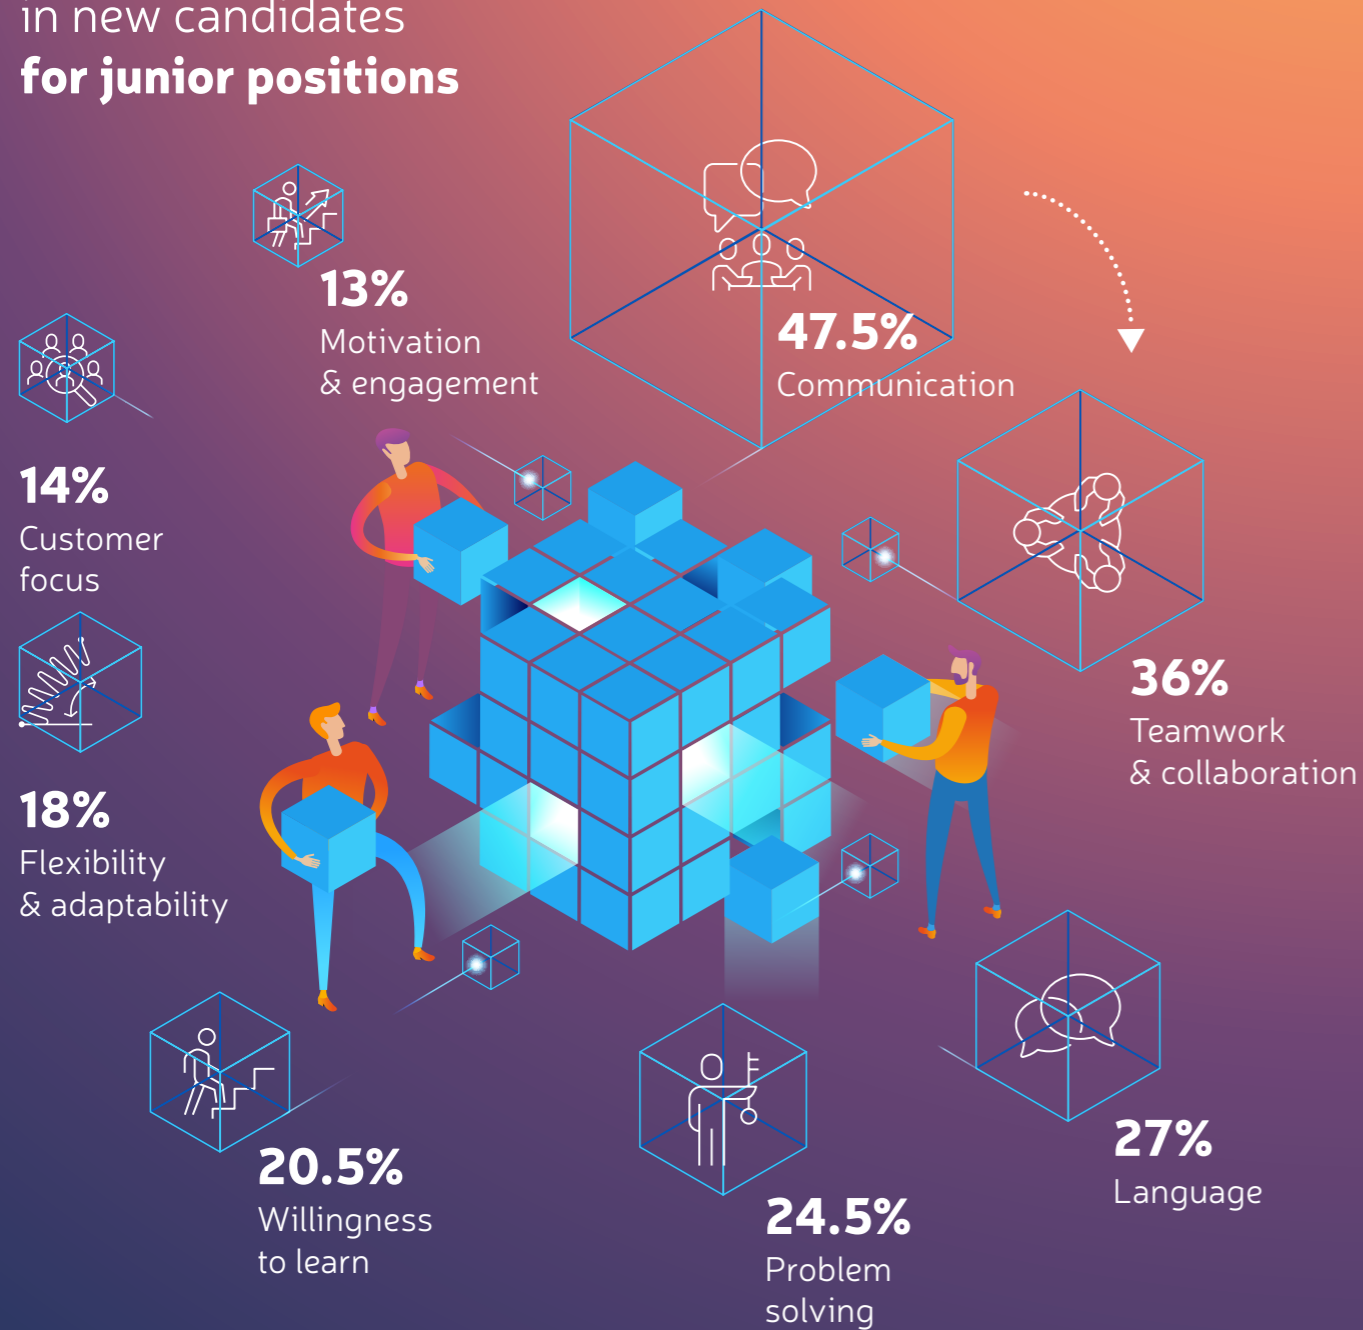 in new candidates
for junior positions
47.5%
Communication
36%
Teamwork
& collaboration
27%
Language
24.5%
Problem
solving
20.5%
Willingness
to learn
18%
Flexibility
& adaptability
14%
Customer
focus
13%
Motivation
& engagement